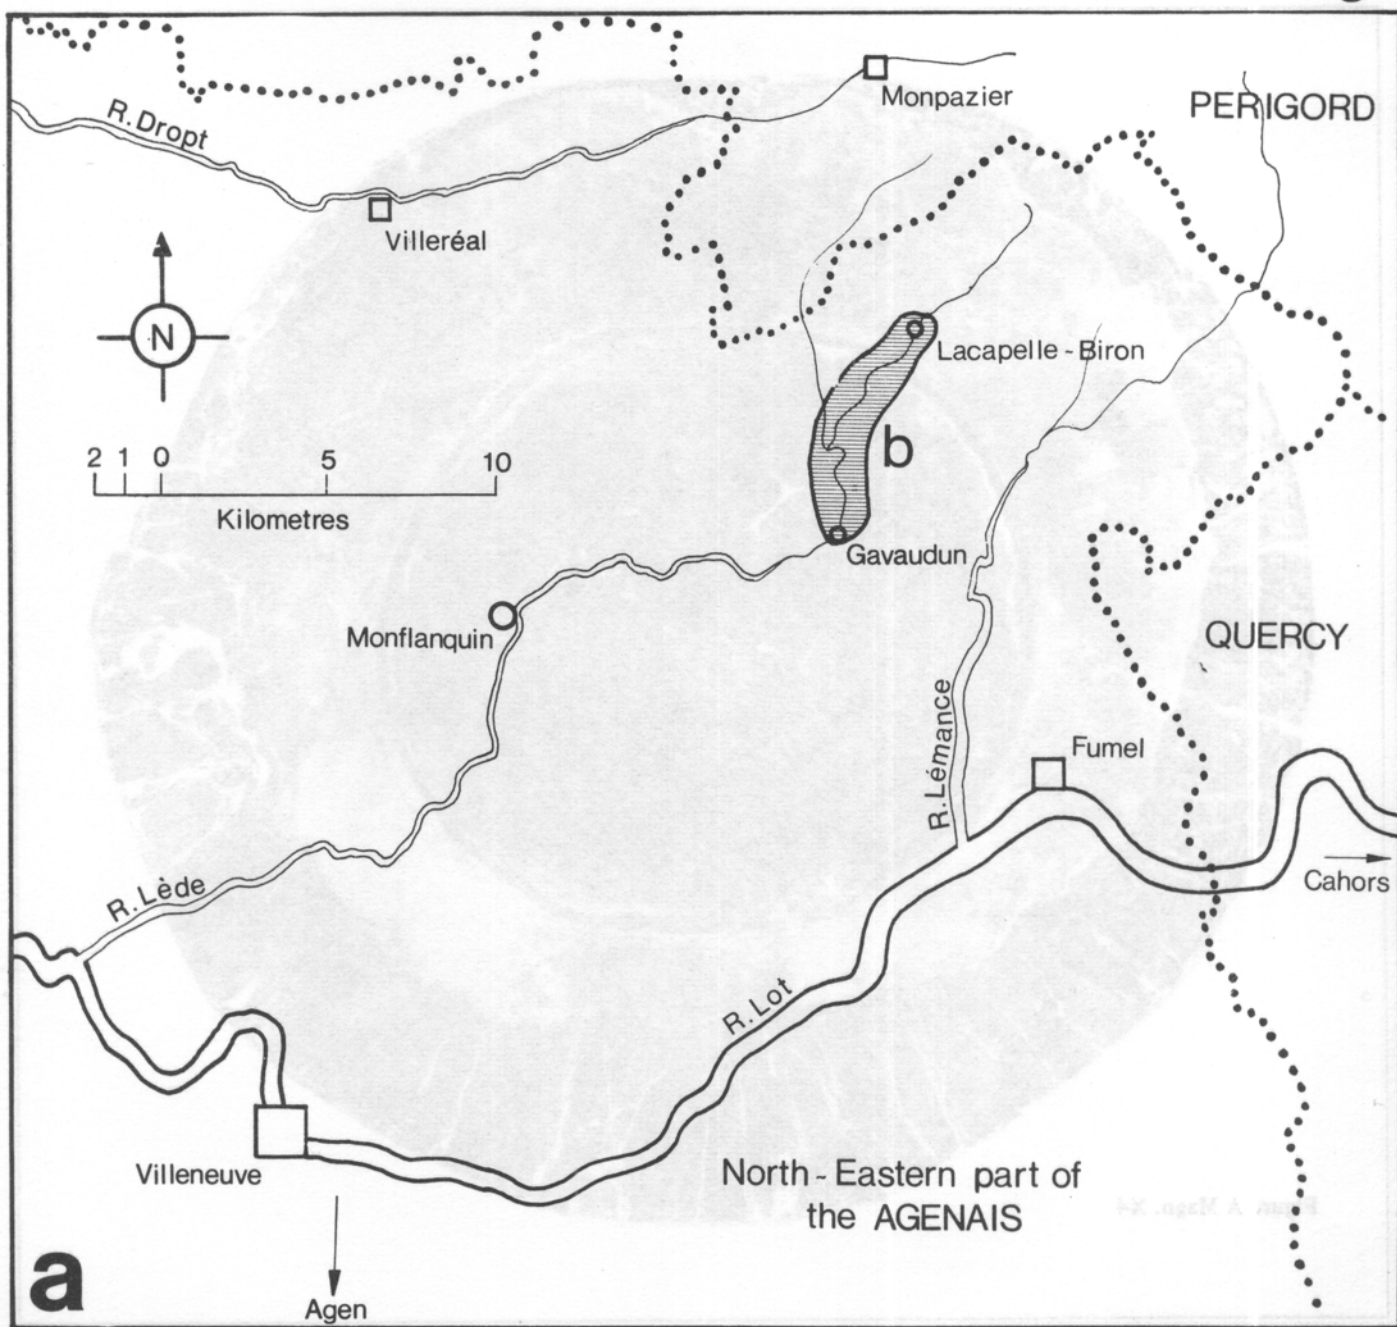 Monpazier
PERIGORD
R. Dropt
Villeréal
N
Lacapelle - Biron
2 1 0 5 10
Kilometres
b
Gavaudun
Monflanquin
QUERCY
R. Lémance
Fumel
R. Lède
Cahors
R. Lot
Villeneuve
North - Eastern part of
the AGENAIS
a
Agen